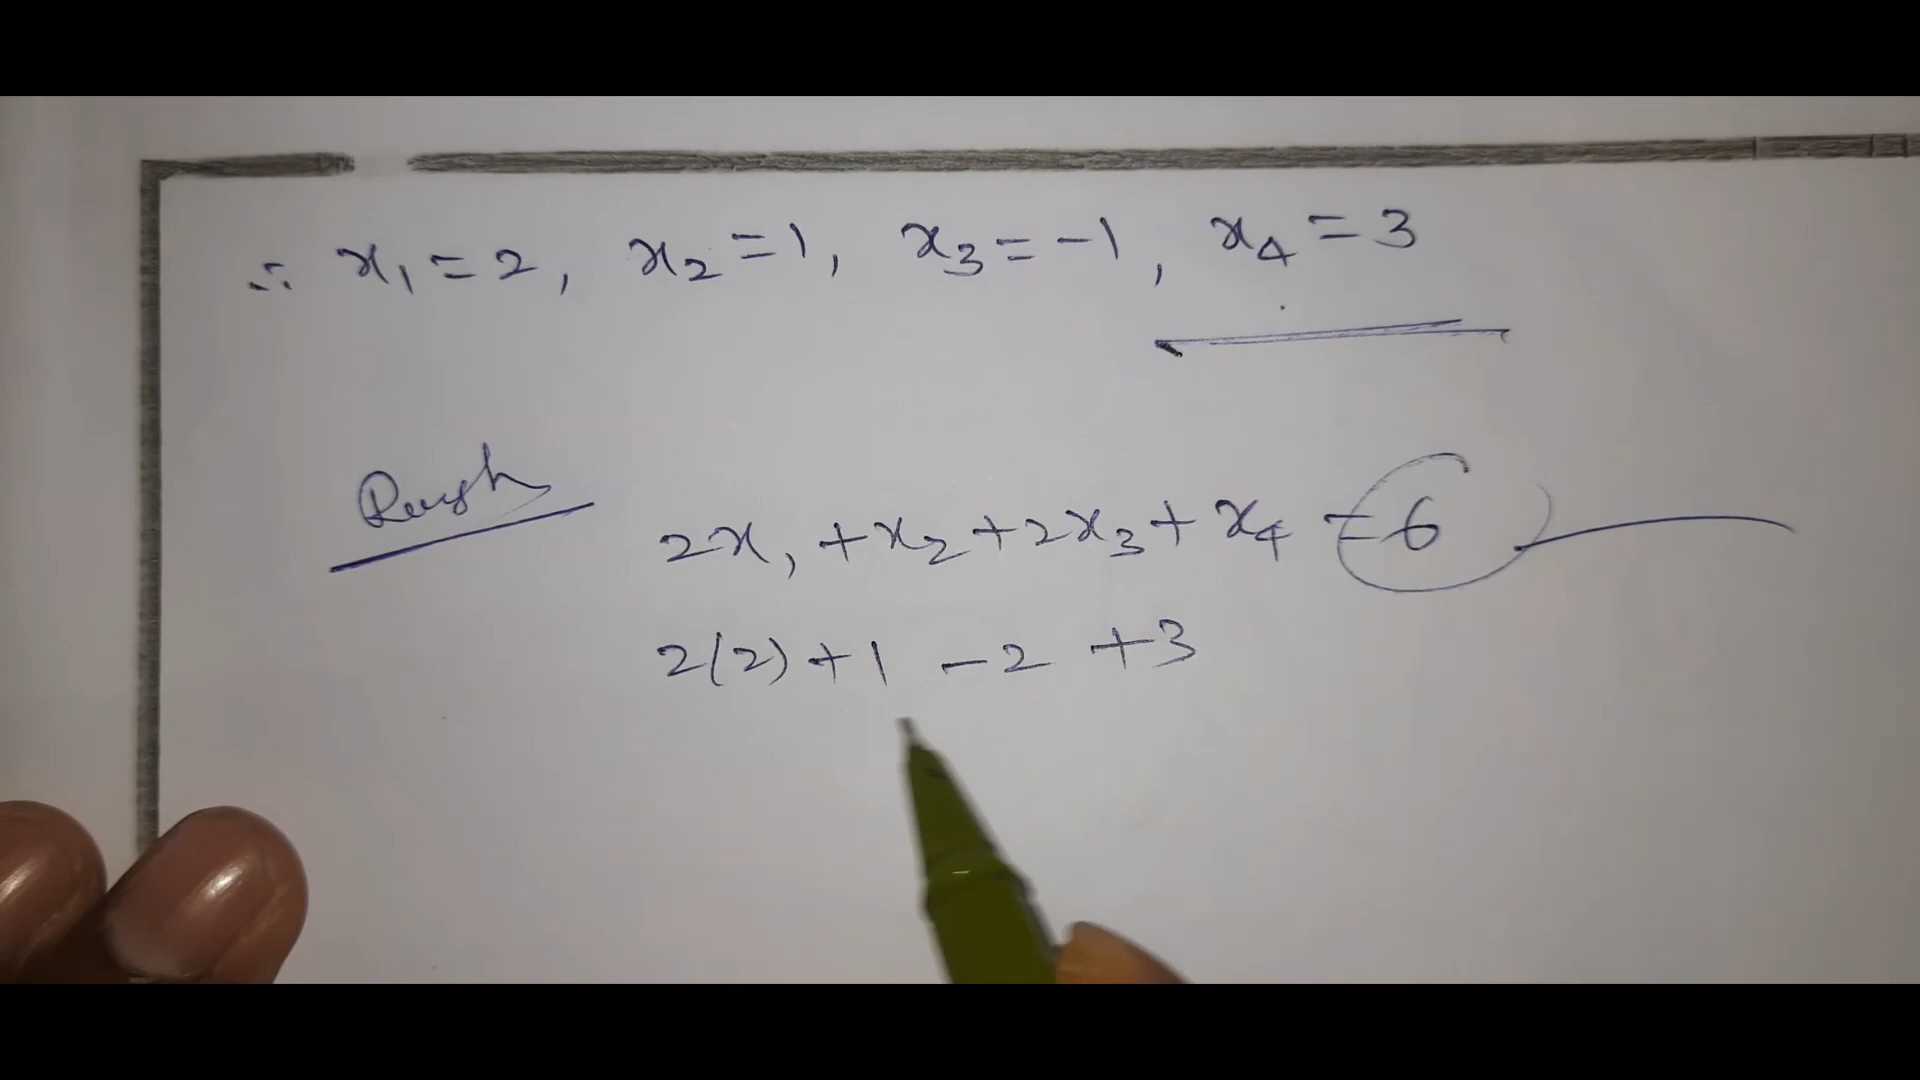 ∴ x₁ = 2, x₂ = 1, x₃ = -1, x₄ = 3
Rough
2x₁ + x₂ + 2x₃ + x₄ = 6
2(2) + 1 - 2 + 3